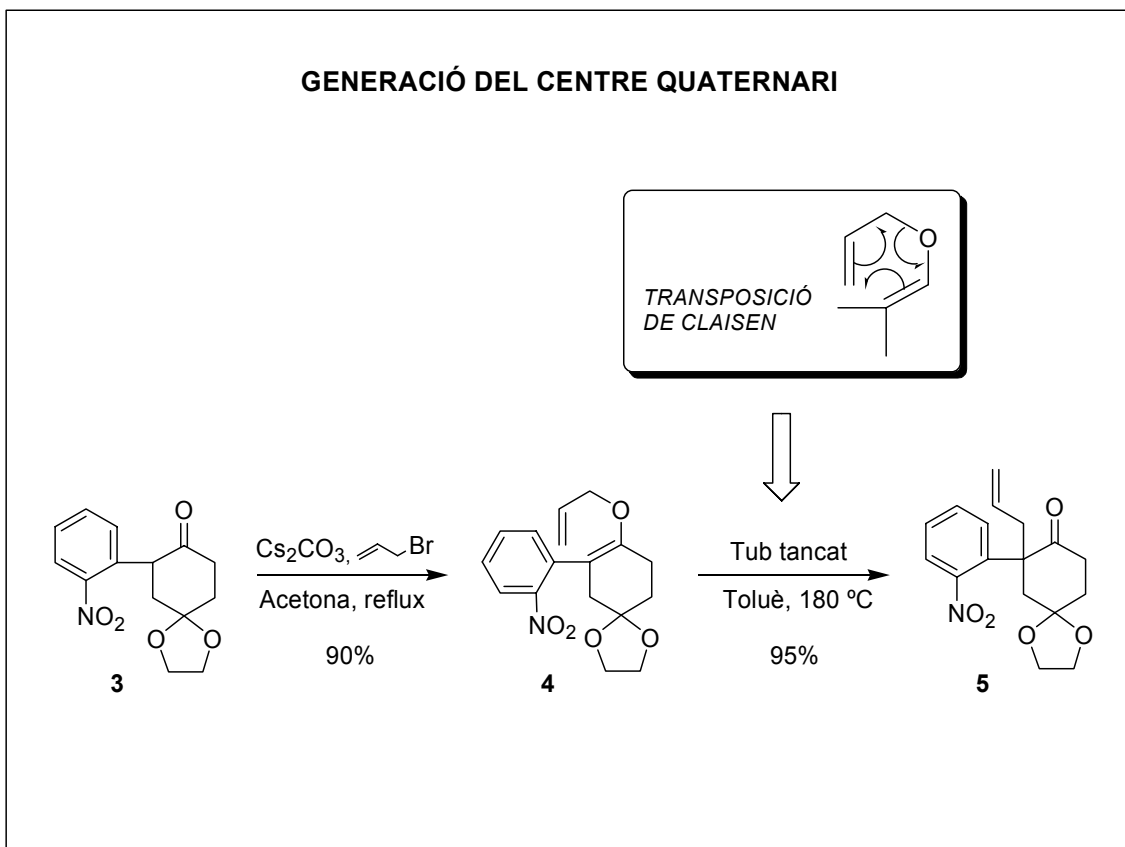 GENERACIÓ DEL CENTRE QUATERNARI
TRANSPOSICIÓ
DE CLAISEN
O
O
NO2
O
O
3
Cs2CO3,
Br
Acetona, reflux
90%
O
NO2
O
O
4
Tub tancat
Toluè, 180 ºC
95%
O
NO2
O
O
5